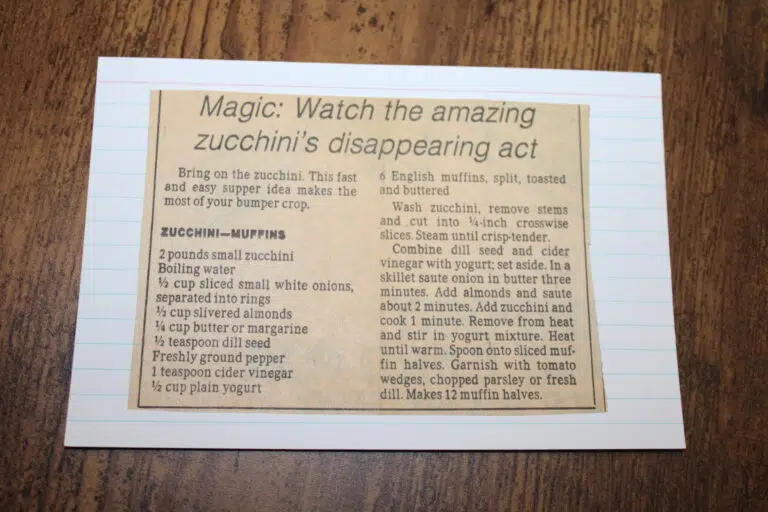 Magic: Watch the amazing
zucchini's disappearing act
Bring on the zucchini. This fast
and easy supper idea makes the
most of your bumper crop.
ZUCCHINI—MUFFINS
2 pounds small zucchini
Boiling water
½ cup sliced small white onions,
separated into rings
½ cup slivered almonds
¼ cup butter or margarine
½ teaspoon dill seed
Freshly ground pepper
1 teaspoon cider vinegar
½ cup plain yogurt
6 English muffins, split, toasted
and buttered
Wash zucchini, remove stems
and cut into ¼-inch crosswise
slices. Steam until crisp-tender.
Combine dill seed and cider
vinegar with yogurt; set aside. In a
skillet saute onion in butter three
minutes. Add almonds and saute
about 2 minutes. Add zucchini and
cook 1 minute. Remove from heat
and stir in yogurt mixture. Heat
until warm. Spoon onto sliced muf-
fin halves. Garnish with tomato
wedges, chopped parsley or fresh
dill. Makes 12 muffin halves.